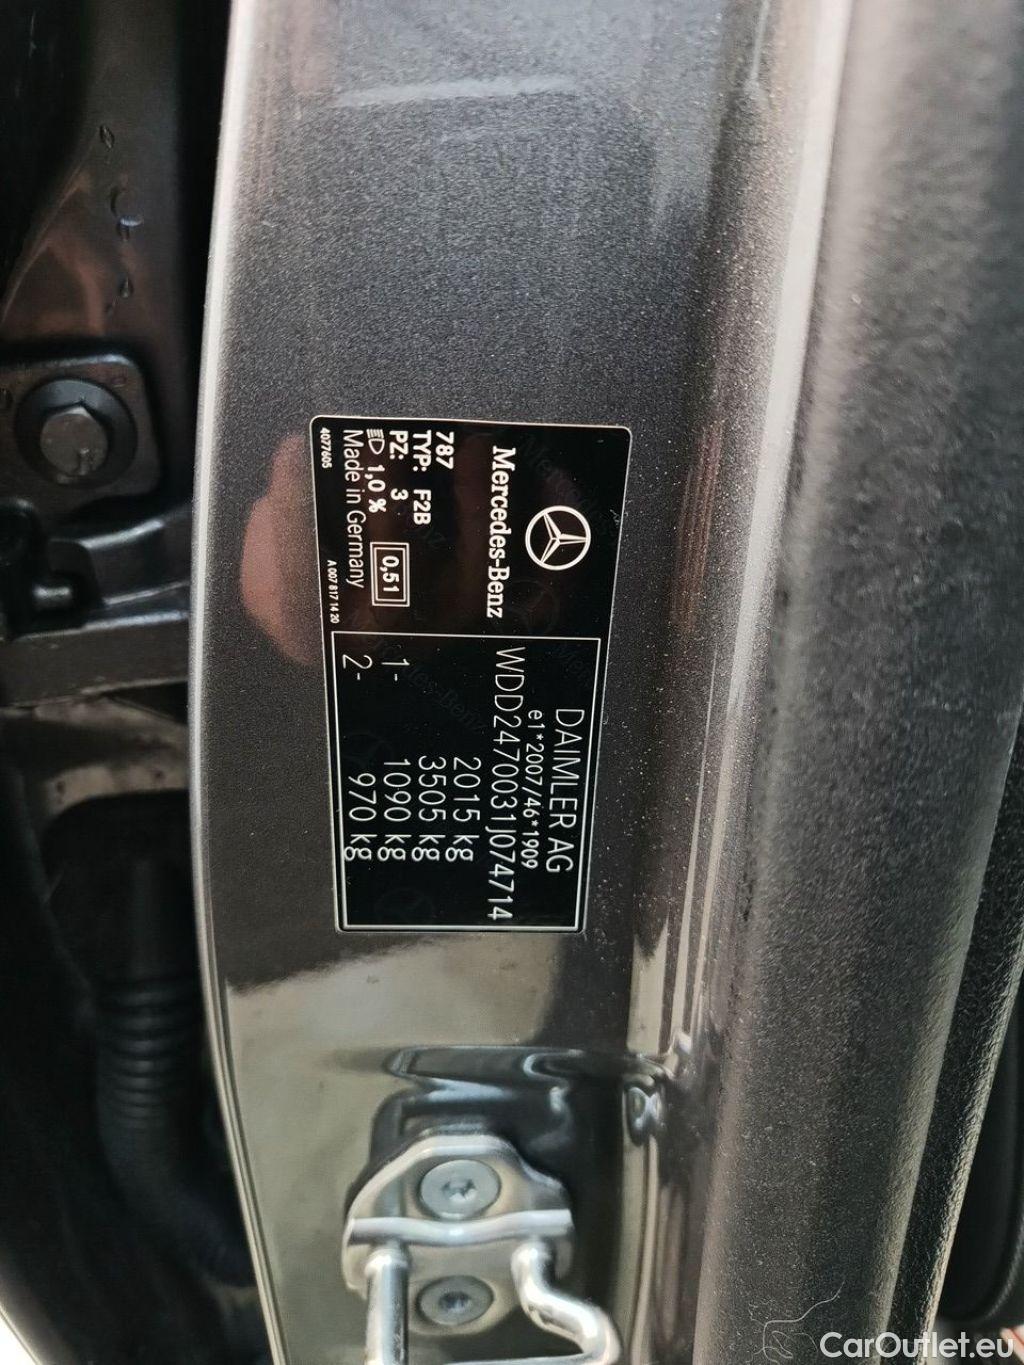 Mercedes-Benz
787
TYP: F2B
PZ: 3
1,0 %
0,51
Made in Germany
4077605
A 007 817 14 20
DAIMLER AG
e1*2007/46*1909
WDD2470031J074714
2015 kg
3505 kg
1- 1090 kg
2- 970 kg
CarOutlet.eu